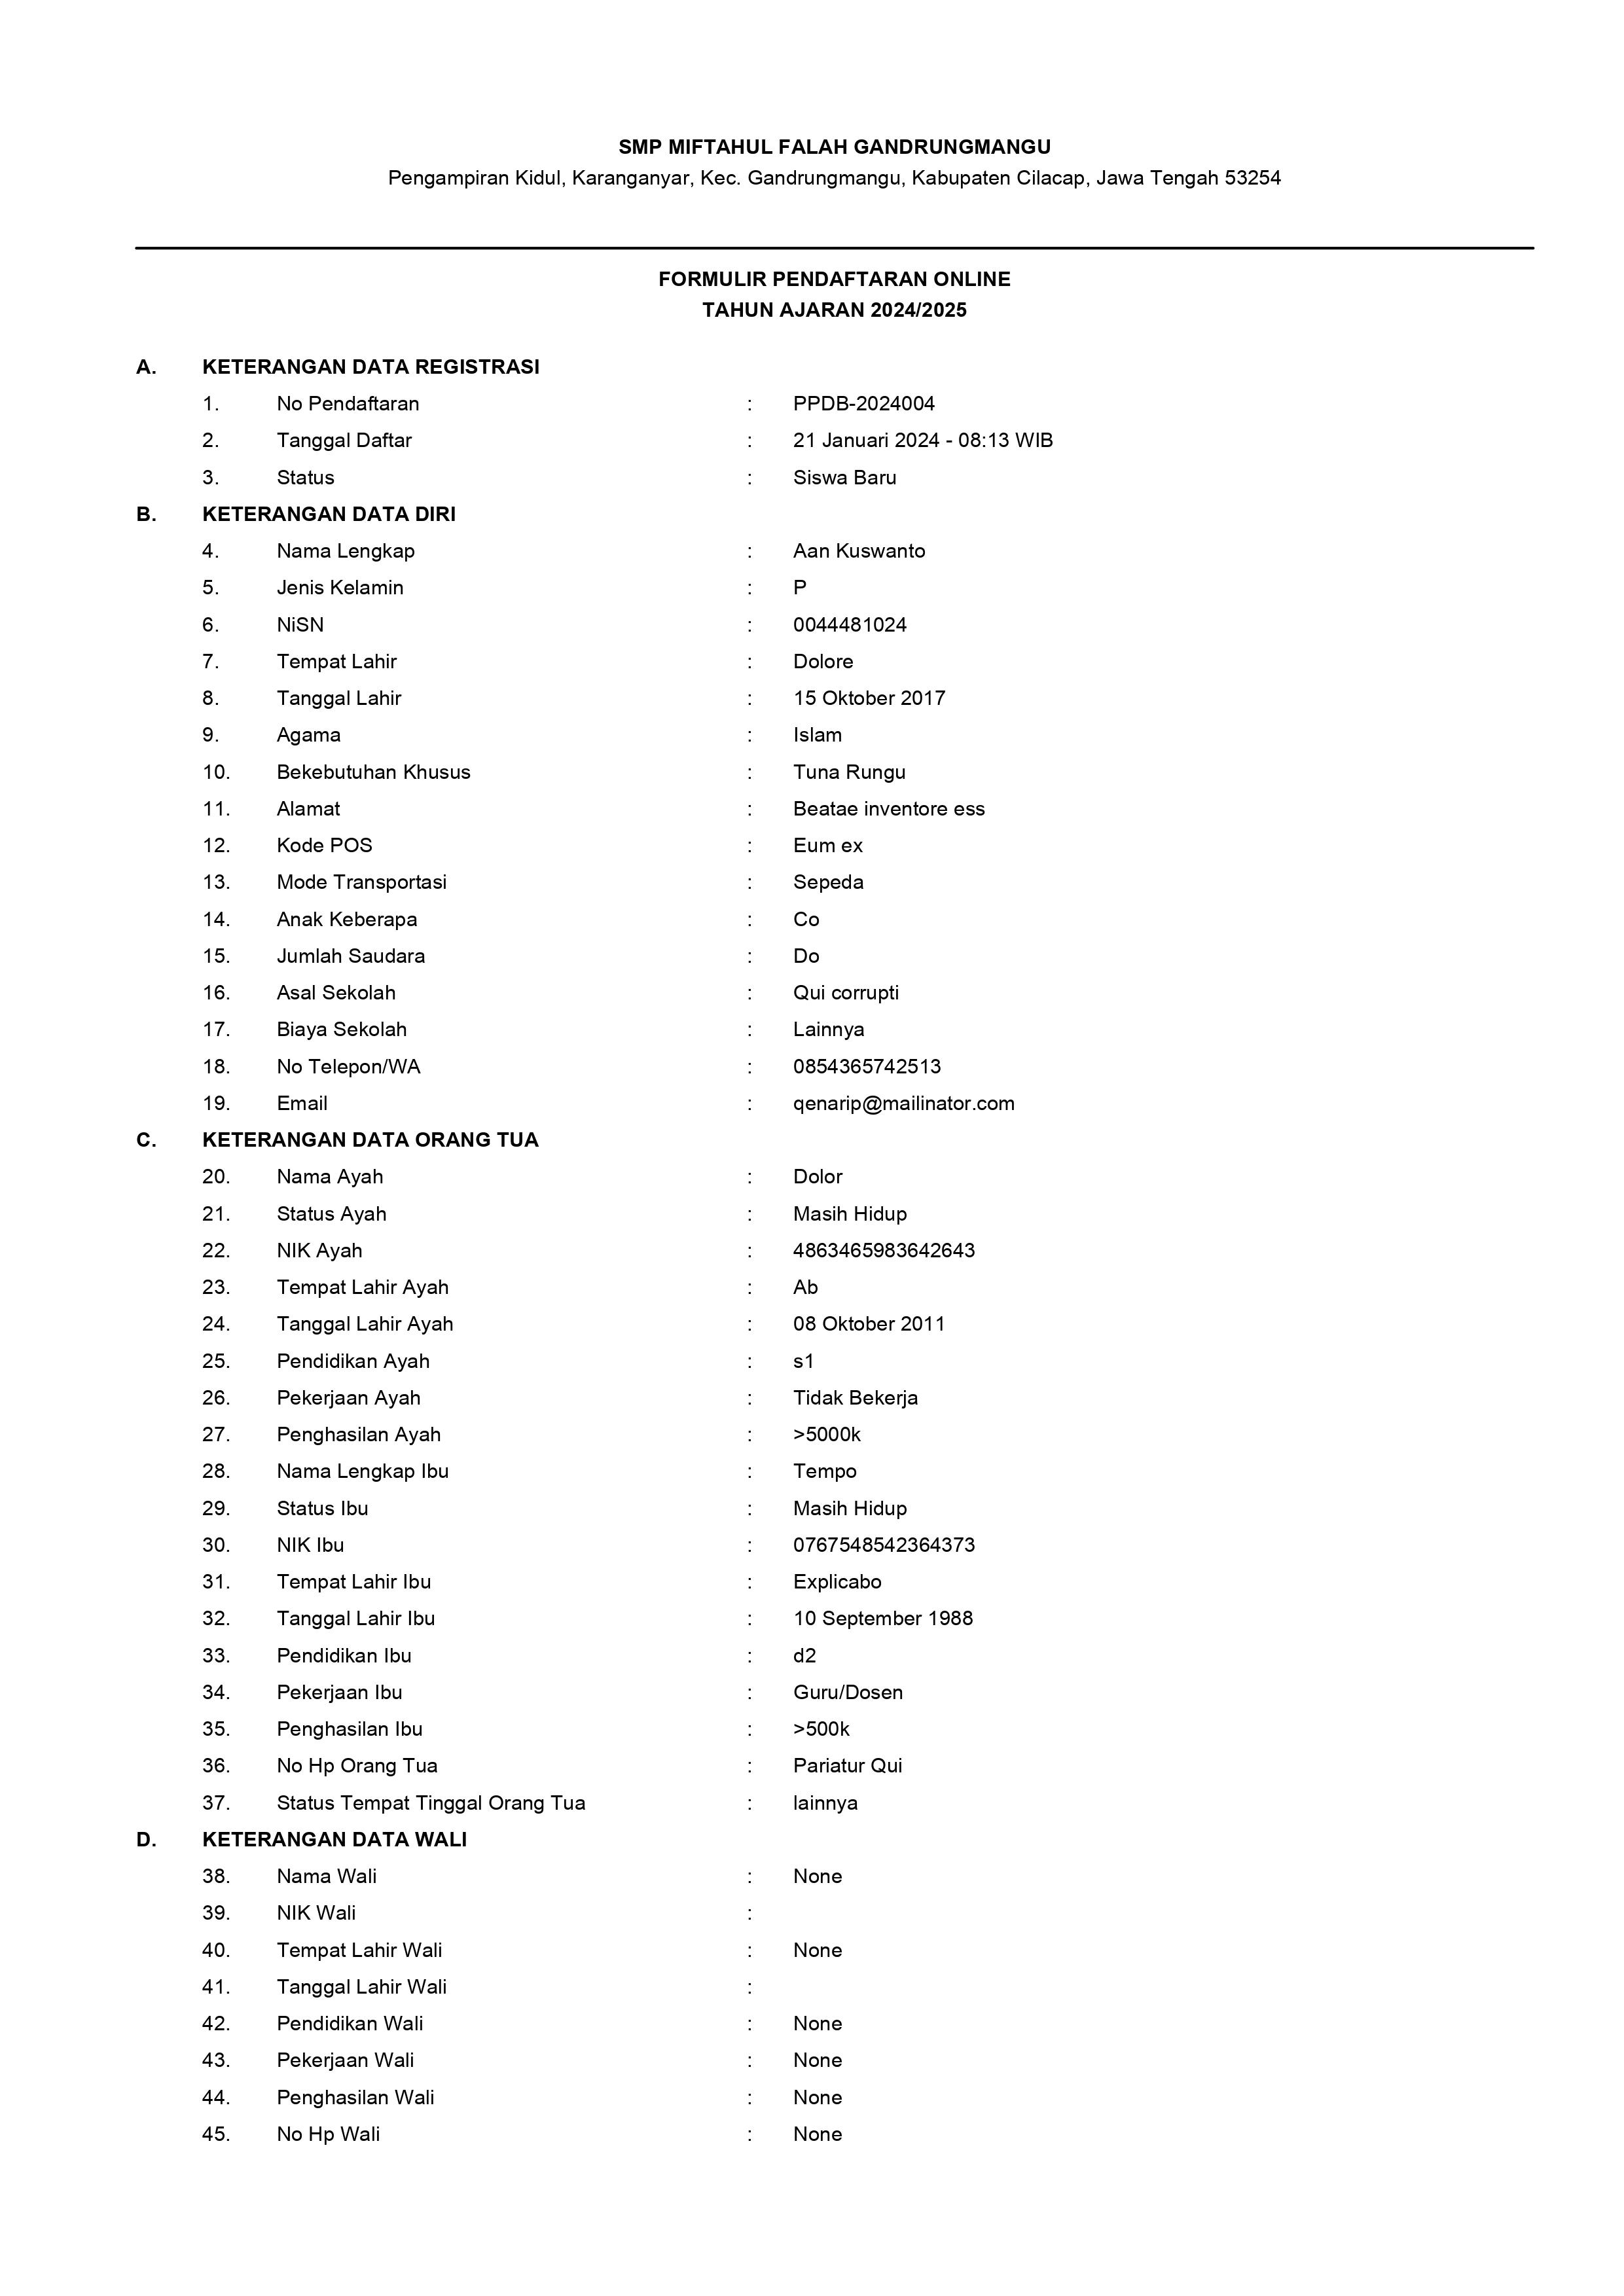 SMP MIFTAHUL FALAH GANDRUNGMANGU
Pengampiran Kidul, Karanganyar, Kec. Gandrungmangu, Kabupaten Cilacap, Jawa Tengah 53254
FORMULIR PENDAFTARAN ONLINE
TAHUN AJARAN 2024/2025
A. KETERANGAN DATA REGISTRASI
1. No Pendaftaran : PPDB-2024004
2. Tanggal Daftar : 21 Januari 2024 - 08:13 WIB
3. Status : Siswa Baru
B. KETERANGAN DATA DIRI
4. Nama Lengkap : Aan Kuswanto
5. Jenis Kelamin : P
6. NiSN : 0044481024
7. Tempat Lahir : Dolore
8. Tanggal Lahir : 15 Oktober 2017
9. Agama : Islam
10. Bekebutuhan Khusus : Tuna Rungu
11. Alamat : Beatae inventore ess
12. Kode POS : Eum ex
13. Mode Transportasi : Sepeda
14. Anak Keberapa : Co
15. Jumlah Saudara : Do
16. Asal Sekolah : Qui corrupti
17. Biaya Sekolah : Lainnya
18. No Telepon/WA : 0854365742513
19. Email : qenarip@mailinator.com
C. KETERANGAN DATA ORANG TUA
20. Nama Ayah : Dolor
21. Status Ayah : Masih Hidup
22. NIK Ayah : 4863465983642643
23. Tempat Lahir Ayah : Ab
24. Tanggal Lahir Ayah : 08 Oktober 2011
25. Pendidikan Ayah : s1
26. Pekerjaan Ayah : Tidak Bekerja
27. Penghasilan Ayah : >5000k
28. Nama Lengkap Ibu : Tempo
29. Status Ibu : Masih Hidup
30. NIK Ibu : 0767548542364373
31. Tempat Lahir Ibu : Explicabo
32. Tanggal Lahir Ibu : 10 September 1988
33. Pendidikan Ibu : d2
34. Pekerjaan Ibu : Guru/Dosen
35. Penghasilan Ibu : >500k
36. No Hp Orang Tua : Pariatur Qui
37. Status Tempat Tinggal Orang Tua : lainnya
D. KETERANGAN DATA WALI
38. Nama Wali : None
39. NIK Wali :
40. Tempat Lahir Wali : None
41. Tanggal Lahir Wali :
42. Pendidikan Wali : None
43. Pekerjaan Wali : None
44. Penghasilan Wali : None
45. No Hp Wali : None